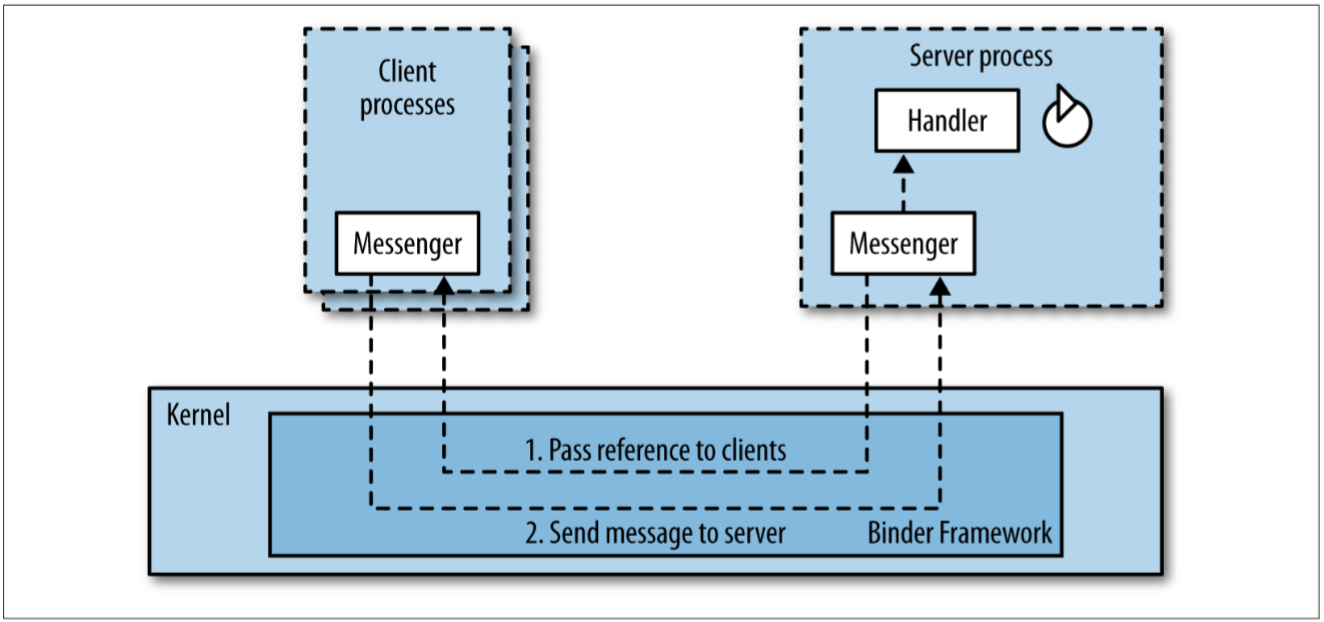 Client
processes
Messenger
Server process
Handler
Messenger
Kernel
1. Pass reference to clients
2. Send message to server
Binder Framework